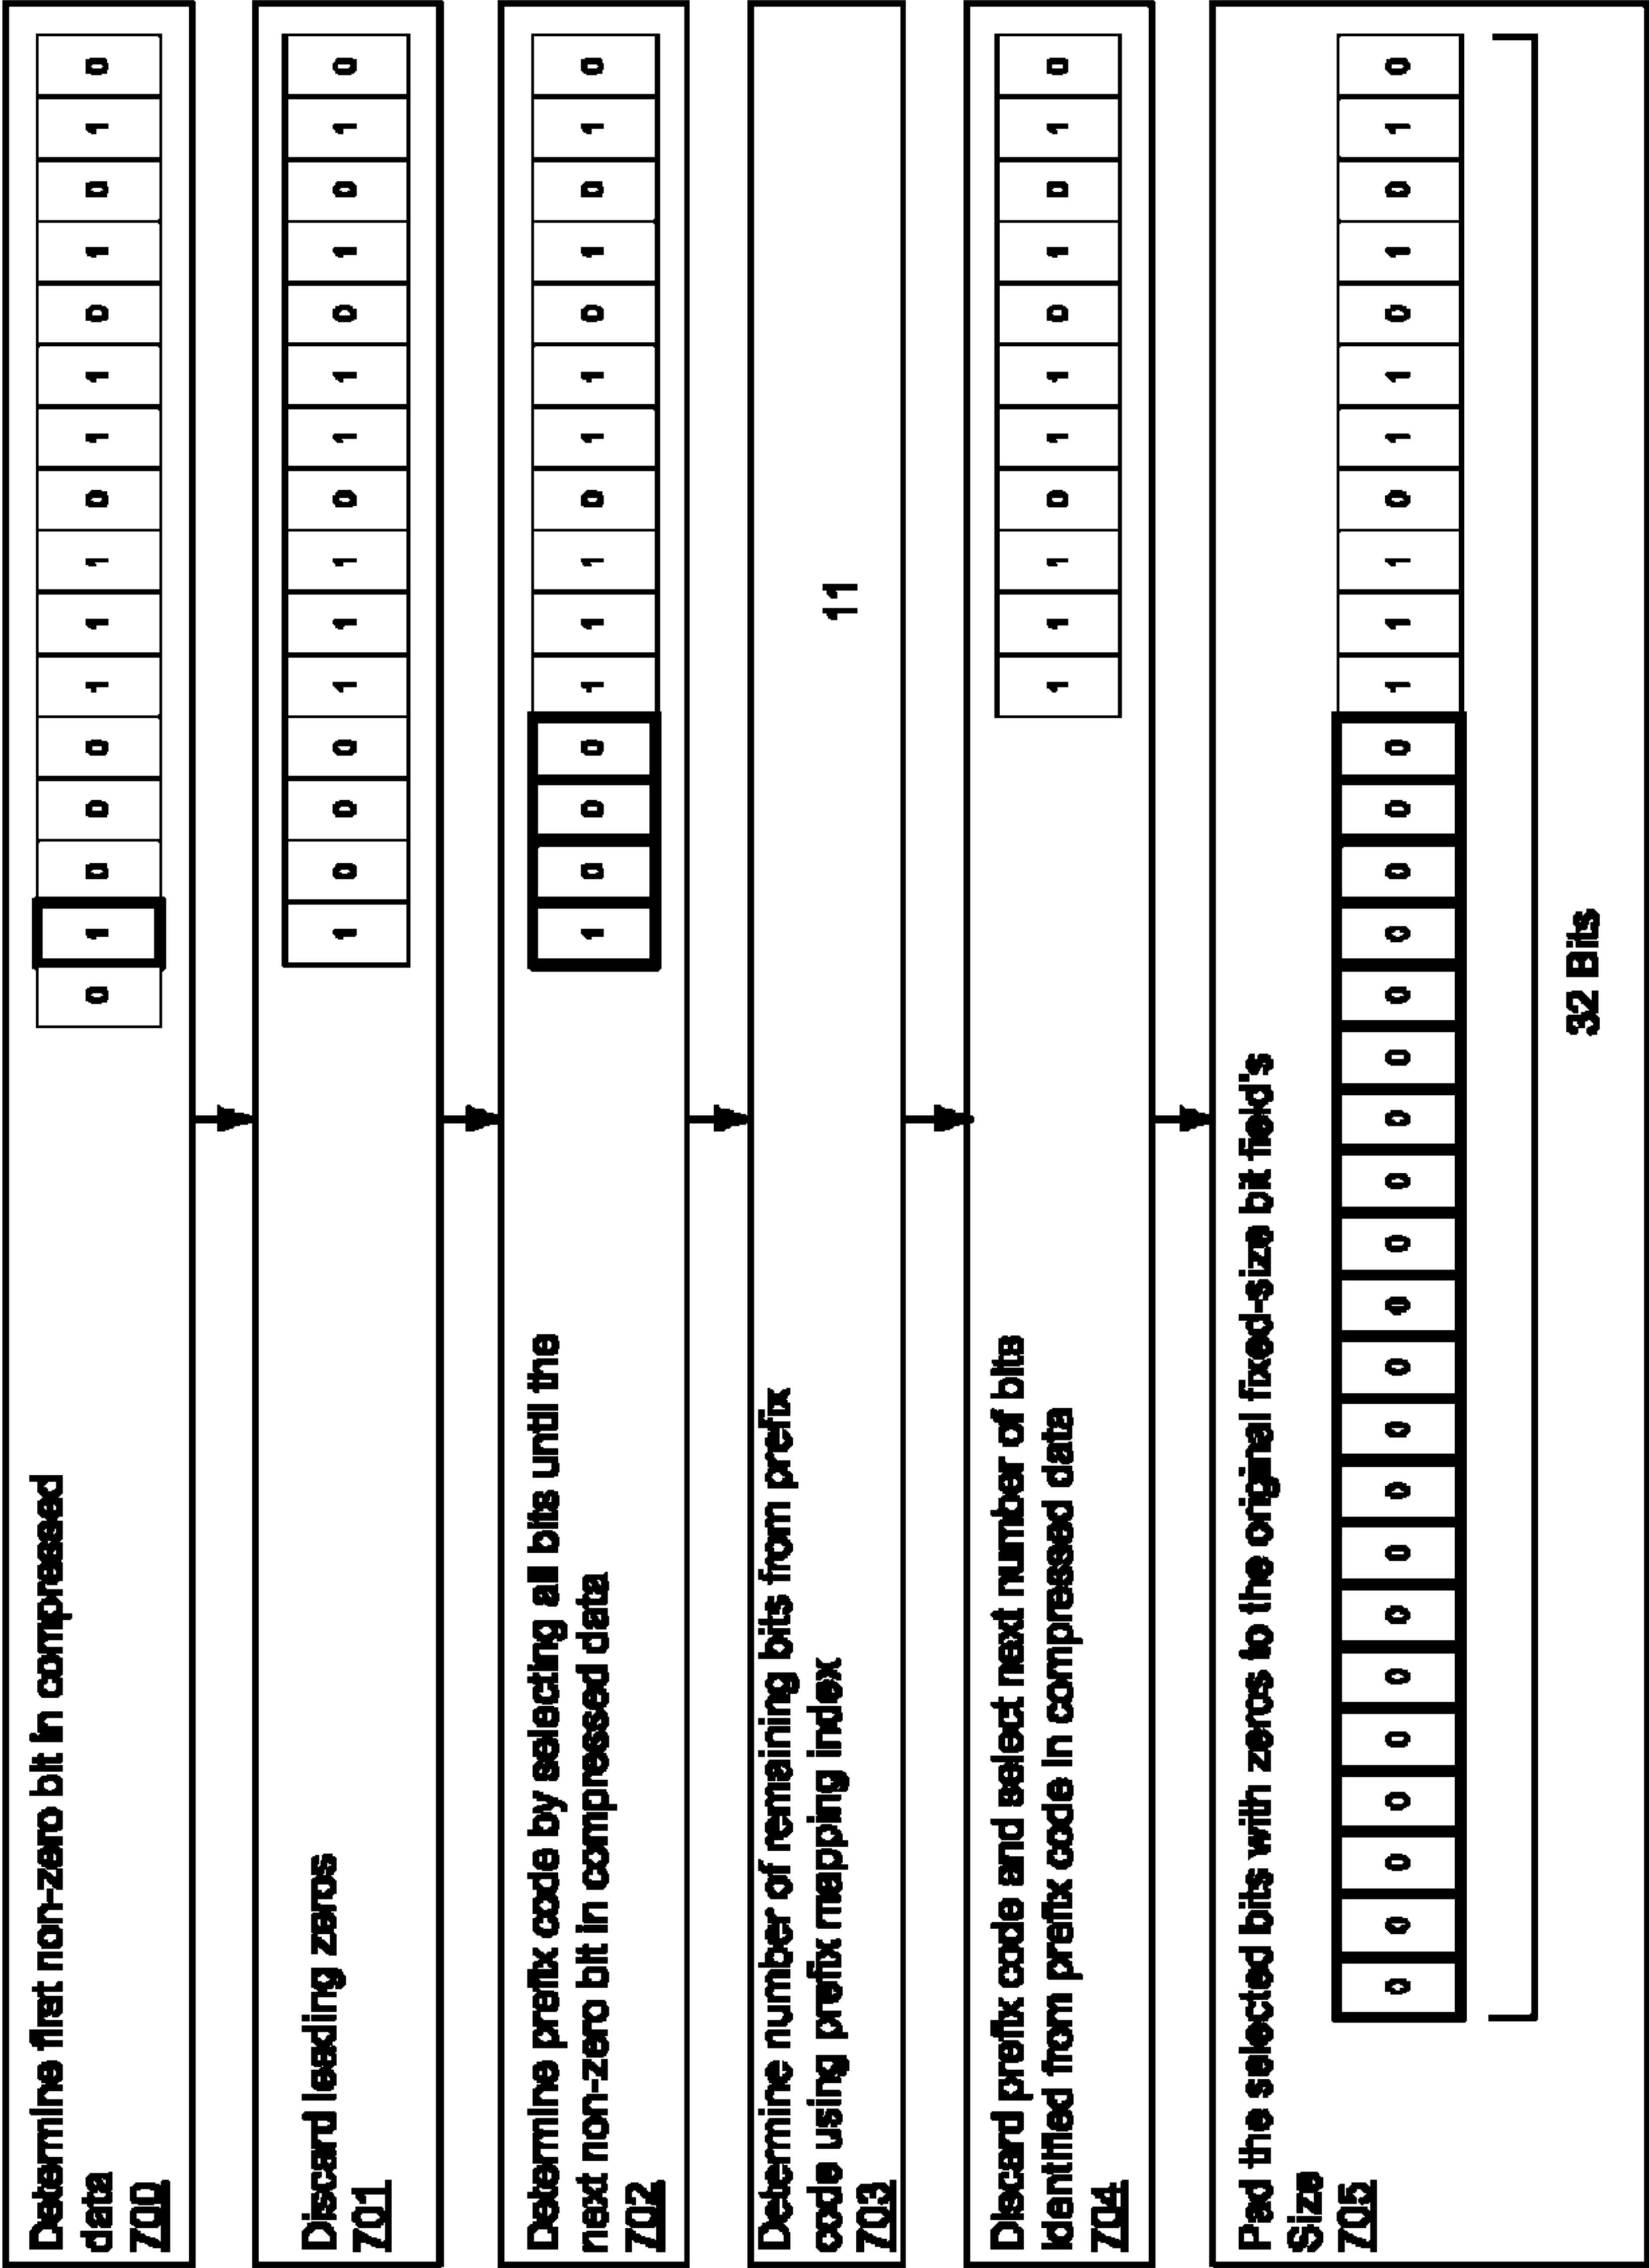 Determine first non-zero bit in compressed
data
700
0 1 0 0 0 1 1 1 0 1 1 0 1 0 1 0
Discard leading zeros
701
1 0 0 0 1 1 1 0 1 1 0 1 0 1 0
Determine prefix code by selecting all bits until the
next non-zero bit in compressed data
702
1 0 0 0 1 1 1 0 1 1 0 1 0 1 0
Determine number of remaining bits from prefix
code using prefix mapping index
703
11
Discard prefix code and select next number of bits
identified from prefix code in compressed data
704
1 1 1 0 1 1 0 1 0 1 0
Pad the selected bits with zeros to the original fixed-size bit field's
Size
705
0 0 0 0 0 0 0 0 0 0 0 0 0 0 0 0 0 0 0 0 0 1 1 1 0 1 1 0 1 0 1 0
32 Bits